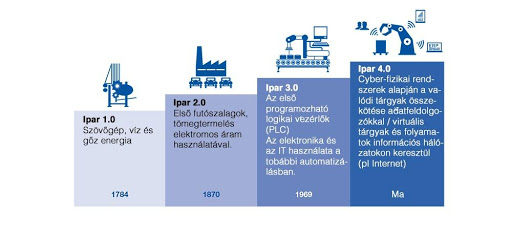 Ipar 1.0
Szövőgép, víz és
gőz energia
1784
Ipar 2.0
Első futószalagok,
tömegtermelés
elektromos áram
használatával.
1870
Ipar 3.0
Az első
programozható
logikai vezérlők
(PLC)
Az elektronika és
az IT használata a
tobábbi automatizá-
lásban.
1969
Ipar 4.0
Cyber-fizikai rend-
szerek alapján a va-
lódi tárgyak össze-
kötése adatfeldolgo-
zókkal / virtuális
tárgyak és folyama-
tok információs háló-
zatokon keresztül
(pl Internet)
Ma